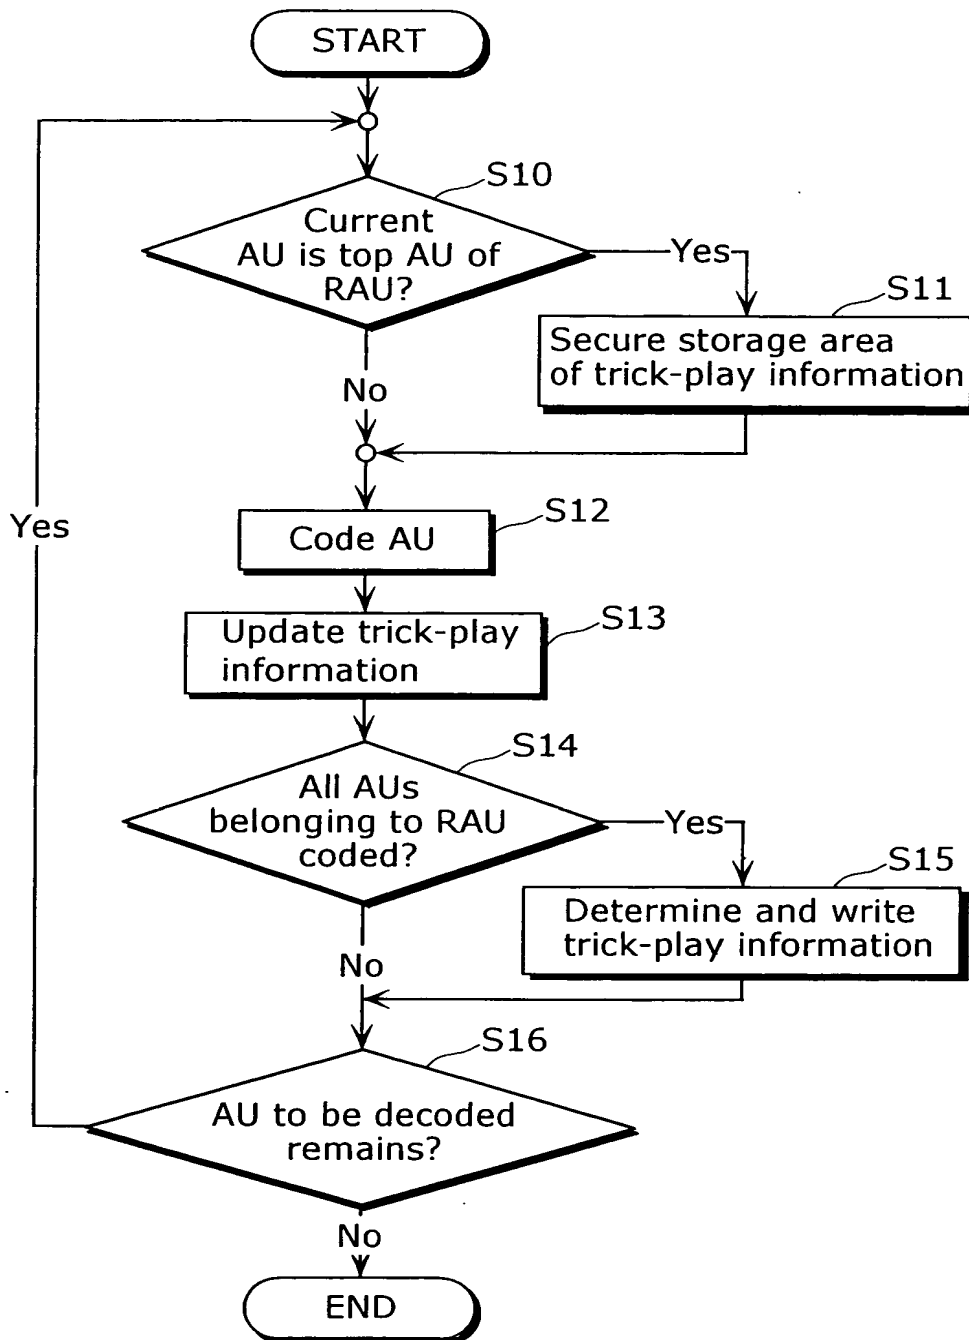 START
S10
Current
AU is top AU of
RAU?
Yes
S11
Secure storage area
of trick-play information
No
S12
Code AU
Yes
S13
Update trick-play
information
S14
All AUs
belonging to RAU
coded?
Yes
S15
Determine and write
trick-play information
No
S16
AU to be decoded
remains?
No
END